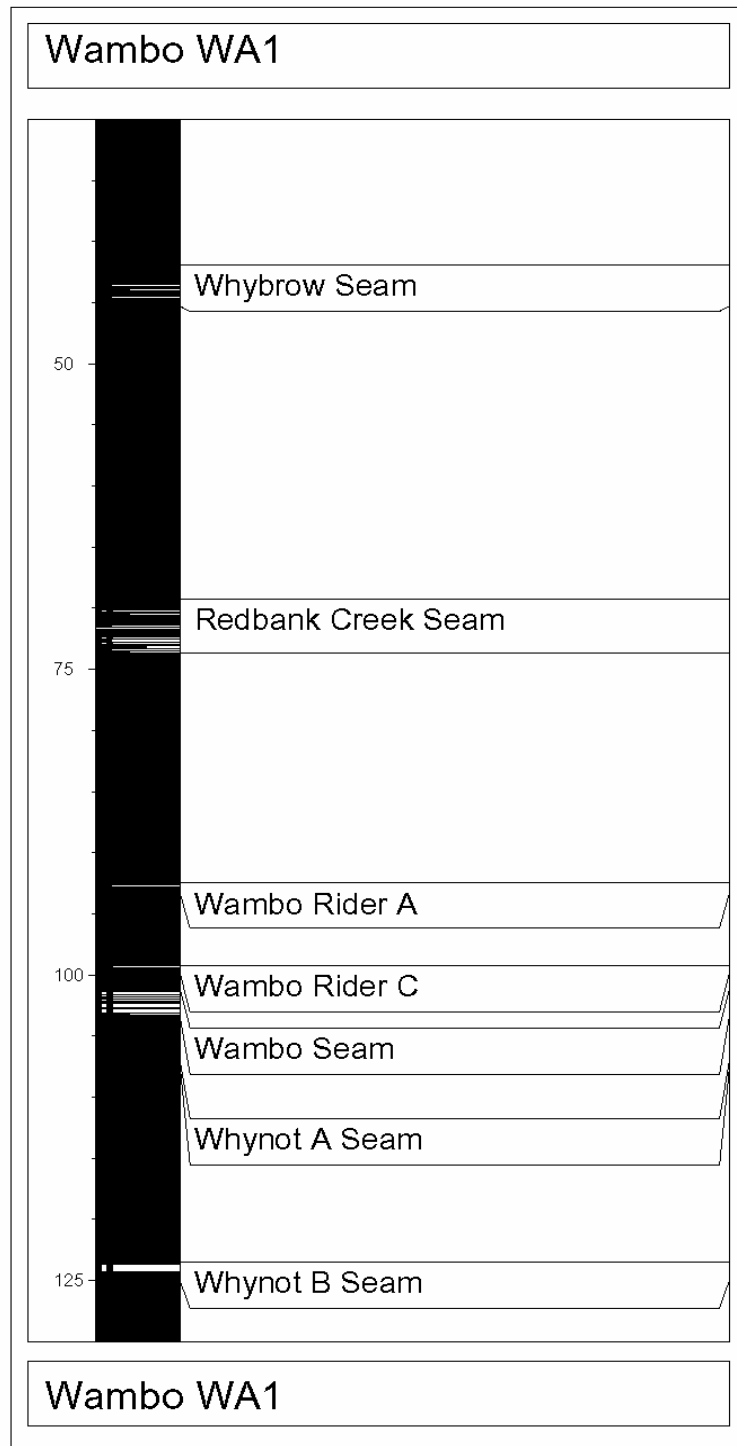 Wambo WA1
Whybrow Seam
50
Redbank Creek Seam
75
Wambo Rider A
100
Wambo Rider C
Wambo Seam
Whynot A Seam
125
Whynot B Seam
Wambo WA1